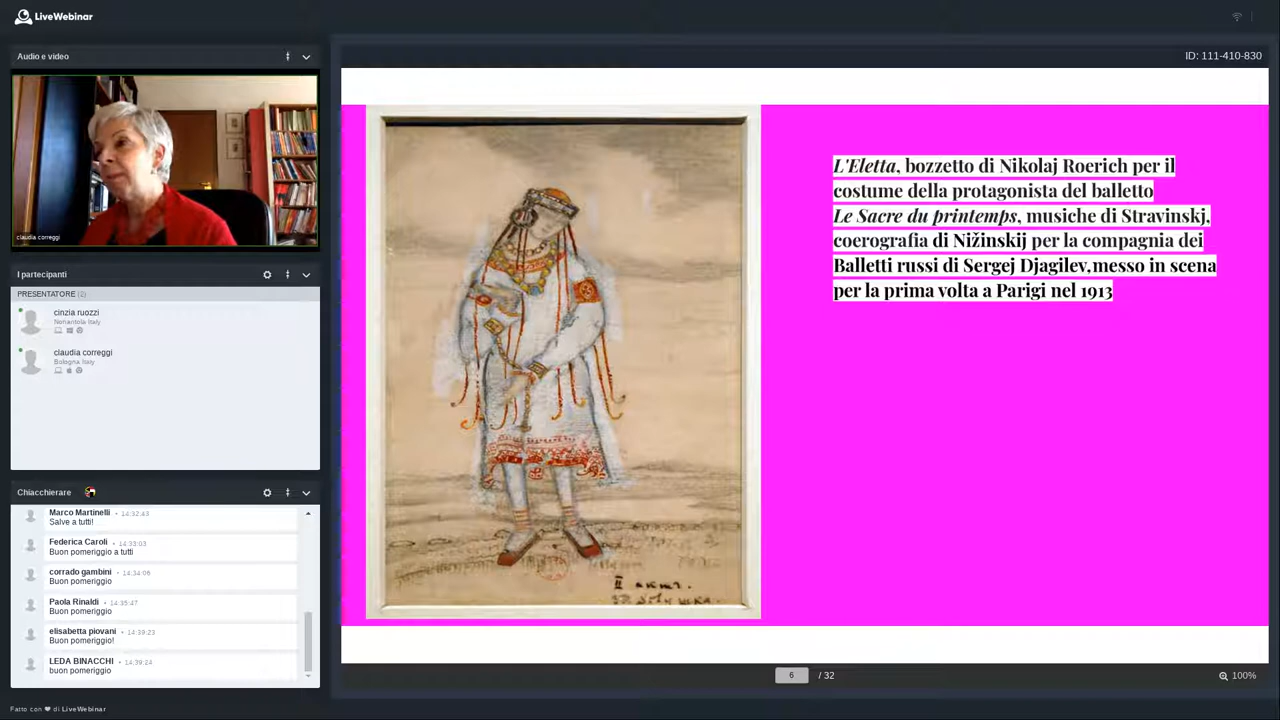 LiveWebinar
ID: 111-410-830
Audio e video
claudia correggi
I partecipanti
PRESENTATORE (2)
cinzia ruozzi
Nonantola Italy
claudia correggi
Bologna Italy
Chiacchierare
Marco Martinelli • 14:32:43
Salve a tutti!
Federica Caroli • 14:33:03
Buon pomeriggio a tutti
corrado gambini • 14:34:06
Buon pomeriggio
Paola Rinaldi • 14:35:47
Buon pomeriggio
elisabetta piovani • 14:39:23
Buon pomeriggio!
LEDA BINACCHI • 14:39:24
buon pomeriggio
Fatto con ❤ di LiveWebinar
L'Eletta, bozzetto di Nikolaj Roerich per il
costume della protagonista del balletto
Le Sacre du printemps, musiche di Stravinskj,
coerografia di Nižinskij per la compagnia dei
Balletti russi di Sergej Djagilev,messo in scena
per la prima volta a Parigi nel 1913
6 / 32
100%